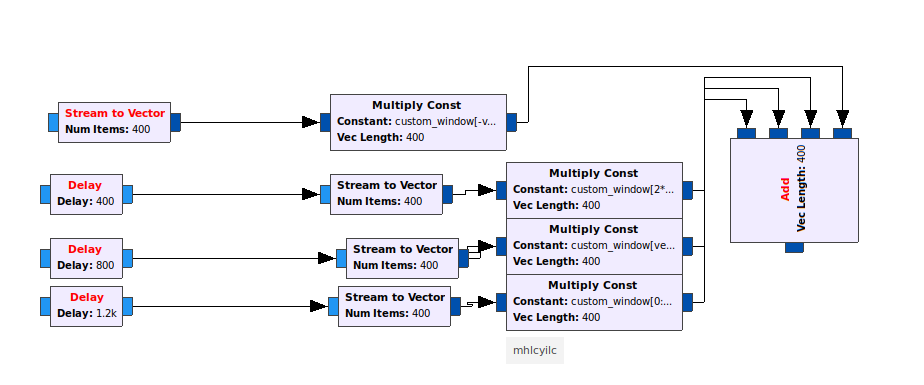 Stream to Vector
Num Items: 400
Multiply Const
Constant: custom_window[-v...
Vec Length: 400
Delay
Delay: 400
Stream to Vector
Num Items: 400
Multiply Const
Constant: custom_window[2*...
Vec Length: 400
Delay
Delay: 800
Stream to Vector
Num Items: 400
Multiply Const
Constant: custom_window[ve...
Vec Length: 400
Delay
Delay: 1.2k
Stream to Vector
Num Items: 400
Multiply Const
Constant: custom_window[0:...
Vec Length: 400
Add
Vec Length: 400
mhlcyilc